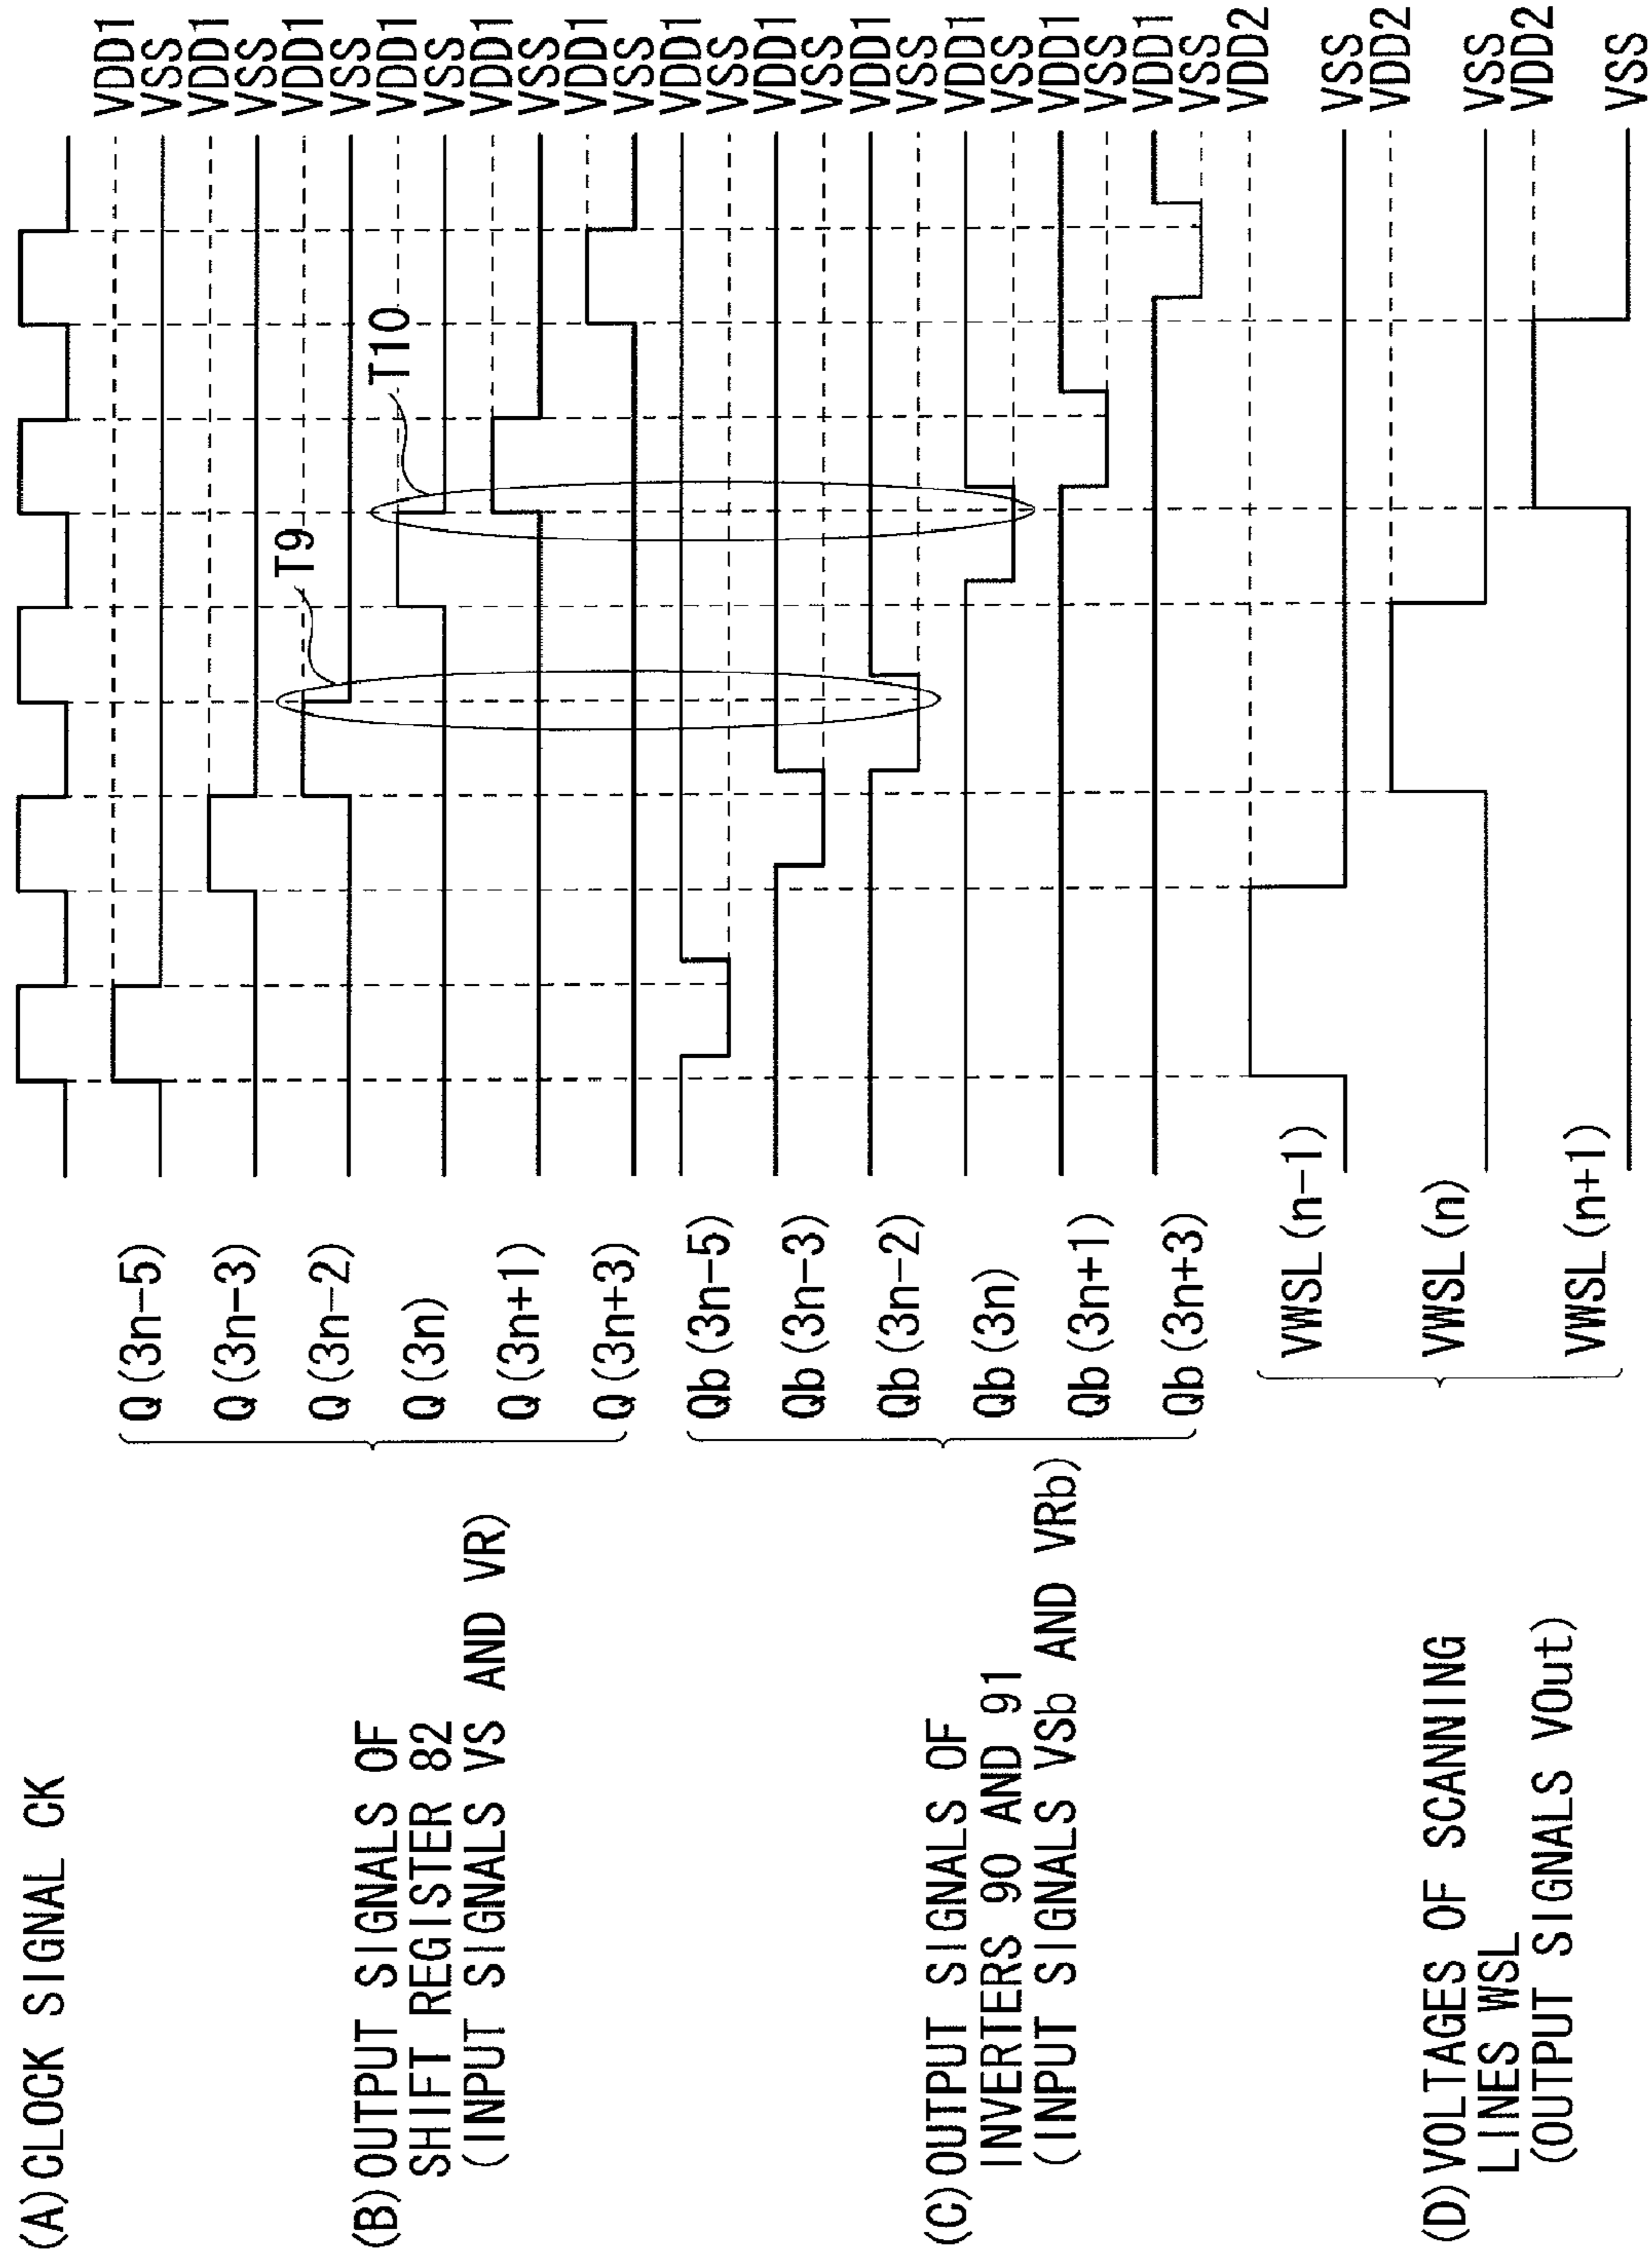 (A)CLOCK SIGNAL CK
(B)OUTPUT SIGNALS OF
SHIFT REGISTER 82
(INPUT SIGNALS VS AND VR)
Q(3n-5)
VDD1
VSS
Q(3n-3)
VDD1
VSS
Q(3n-2)
VDD1
VSS
T9
Q(3n)
VDD1
VSS
T10
Q(3n+1)
VDD1
VSS
Q(3n+3)
VDD1
VSS
(C)OUTPUT SIGNALS OF
INVERTERS 90 AND 91
(INPUT SIGNALS VSb AND VRb)
Qb(3n-5)
VDD1
VSS
Qb(3n-3)
VDD1
VSS
Qb(3n-2)
VDD1
VSS
Qb(3n)
VDD1
VSS
Qb(3n+1)
VDD1
VSS
Qb(3n+3)
VDD1
VSS
(D)VOLTAGES OF SCANNING
LINES WSL
(OUTPUT SIGNALS VOut)
VWSL(n-1)
VDD2
VSS
VWSL(n)
VDD2
VSS
VWSL(n+1)
VDD2
VSS